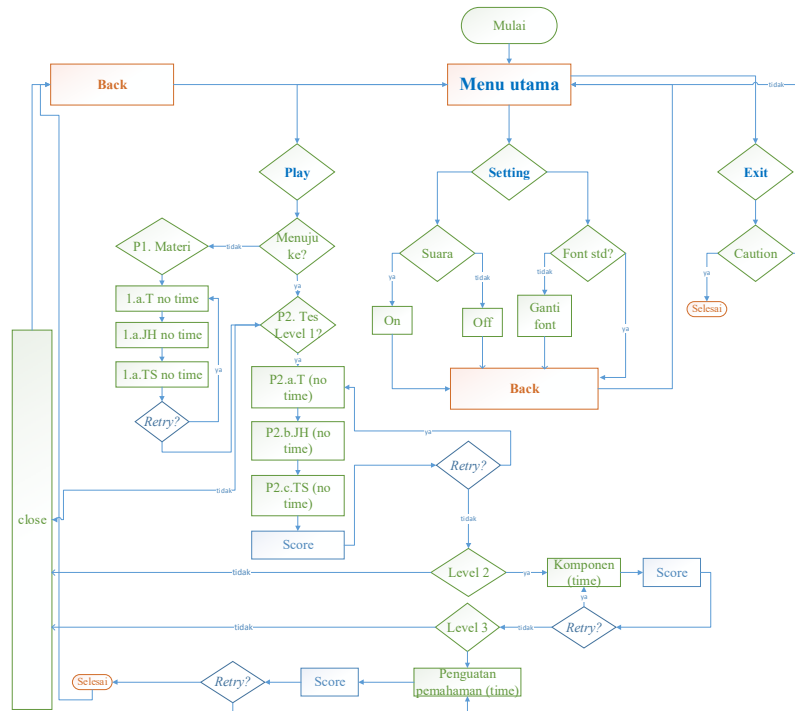 Mulai
Back
Menu utama
tidak
Play
Setting
Exit
P1. Materi
tidak
Menuju
ke?
Suara
Font std?
Caution
ya
tidak
tidak
ya
ya
1.a.T no time
ya
Selesai
On
Off
Ganti
font
ya
1.a.JH no time
P2. Tes
Level 1?
1.a.TS no time
ya
ya
P2.a.T (no
time)
Back
Retry?
ya
P2.b.JH (no
time)
Retry?
P2.c.TS (no
time)
tidak
close
tidak
Score
Level 2
ya
Komponen
(time)
Score
tidak
ya
Level 3
tidak
Retry?
tidak
Selesai
Retry?
Score
Penguatan
pemahaman (time)